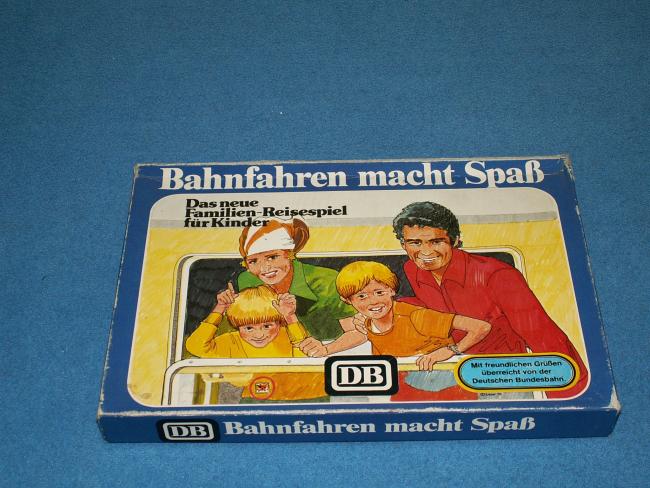 Bahnfahren macht Spaß
Das neue
Familien-Reisespiel
für Kinder
DB
Mit freundlichen Grüßen
überreicht von der
Deutschen Bundesbahn.
DB Bahnfahren macht Spaß